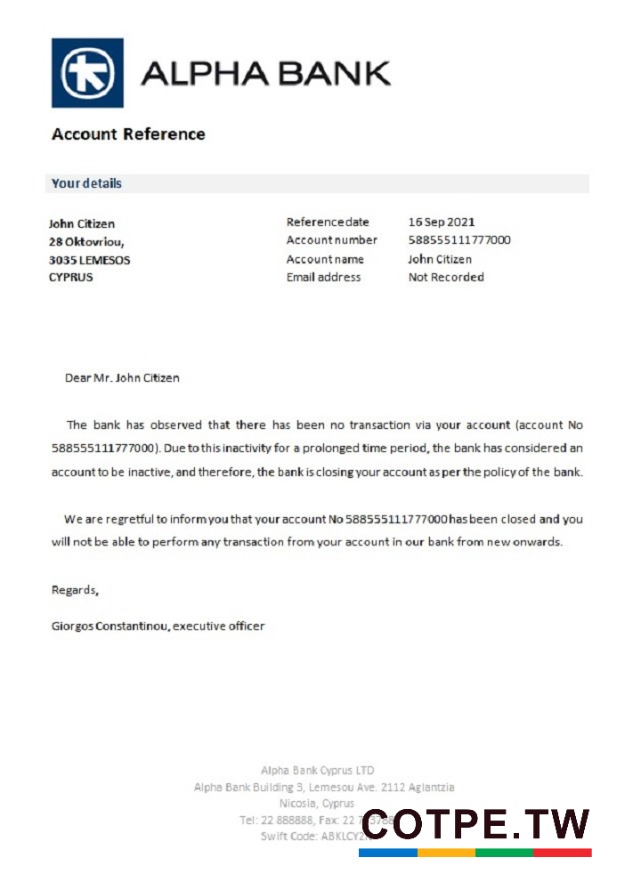 ALPHA BANK
Account Reference
Your details
John Citizen
28 Oktovriou,
3035 LEMESOS
CYPRUS
Reference date 16 Sep 2021
Account number 588555111777000
Account name John Citizen
Email address Not Recorded
Dear Mr. John Citizen
The bank has observed that there has been no transaction via your account (account No
588555111777000). Due to this inactivity for a prolonged time period, the bank has considered an
account to be inactive, and therefore, the bank is closing your account as per the policy of the bank.
We are regretful to inform you that your account No 588555111777000 has been closed and you
will not be able to perform any transaction from your account in our bank from new onwards.
Regards,
Giorgos Constantinou, executive officer
Alpha Bank Cyprus LTD
Alpha Bank Building 3, Lemesou Ave. 2112 Aglantzia
Nicosia, Cyprus
Tel: 22 888888, Fax: 22
Swift Code:
COTPE.TW